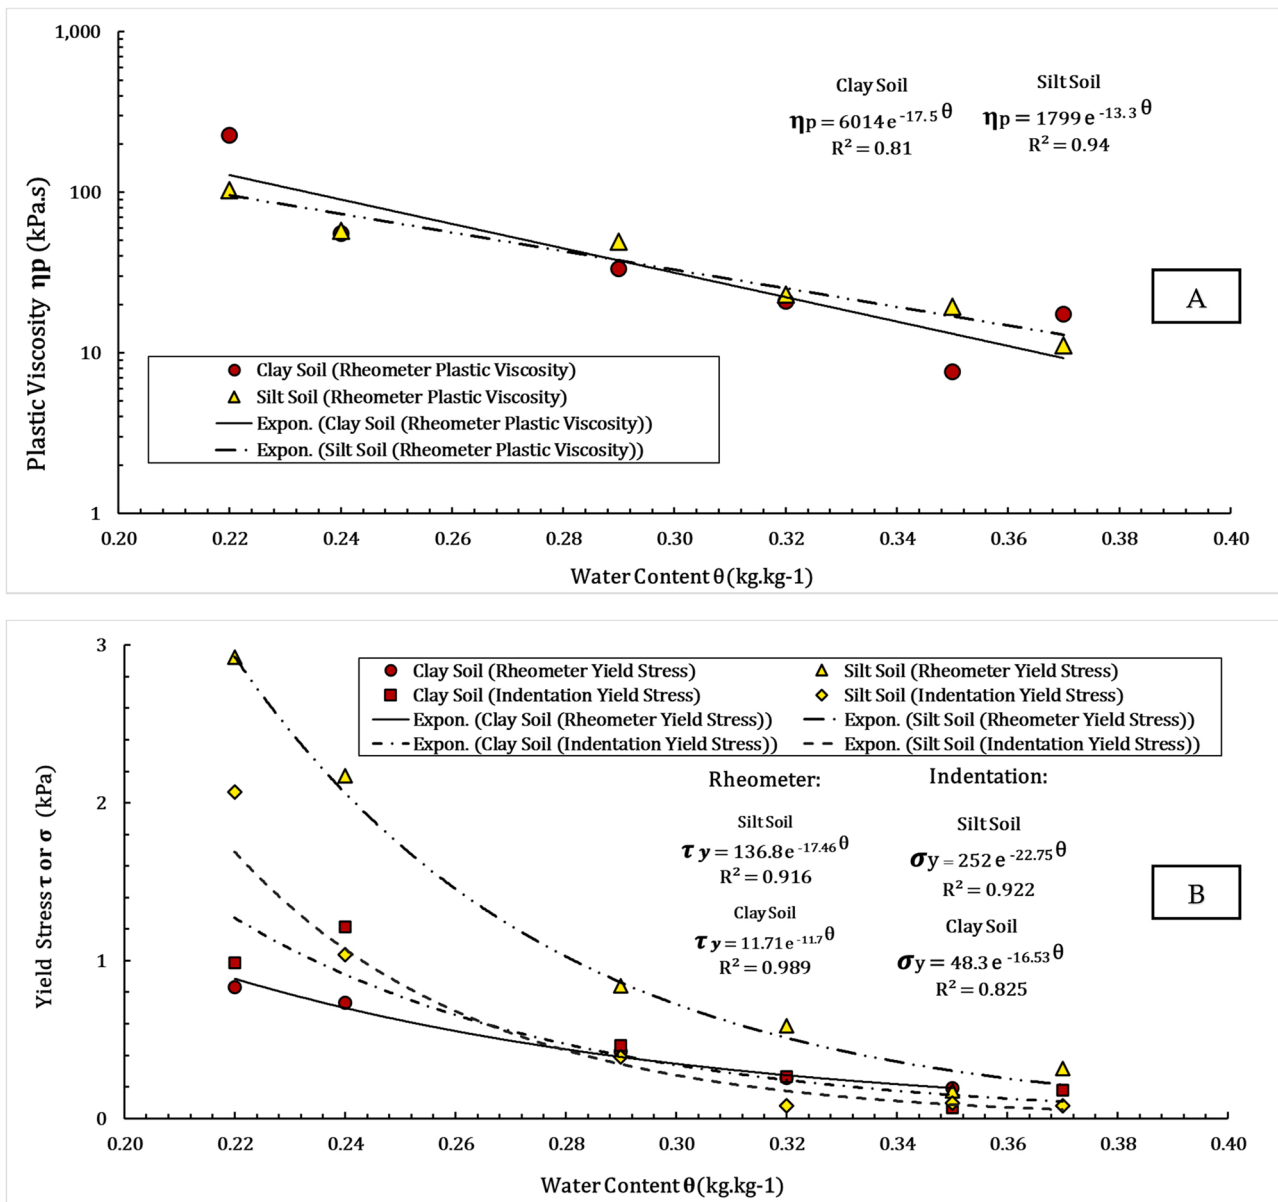 1,000
100
10
1
Plastic Viscosity ηp (kPa.s)
Clay Soil
ηp = 6014 e -17.5 θ
R² = 0.81
Silt Soil
ηp = 1799 e -13.3 θ
R² = 0.94
A
Clay Soil (Rheometer Plastic Viscosity)
Silt Soil (Rheometer Plastic Viscosity)
Expon. (Clay Soil (Rheometer Plastic Viscosity))
Expon. (Silt Soil (Rheometer Plastic Viscosity))
0.20 0.22 0.24 0.26 0.28 0.30 0.32 0.34 0.36 0.38 0.40
Water Content θ (kg.kg-1)
3
2
1
0
Yield Stress τ or σ (kPa)
Clay Soil (Rheometer Yield Stress)
Silt Soil (Rheometer Yield Stress)
Clay Soil (Indentation Yield Stress)
Silt Soil (Indentation Yield Stress)
Expon. (Clay Soil (Rheometer Yield Stress))
Expon. (Silt Soil (Rheometer Yield Stress))
Expon. (Clay Soil (Indentation Yield Stress))
Expon. (Silt Soil (Indentation Yield Stress))
Rheometer:
Silt Soil
τ y = 136.8 e -17.46 θ
R² = 0.916
Clay Soil
τ y = 11.71 e -11.7 θ
R² = 0.989
Indentation:
Silt Soil
σy = 252 e -22.75 θ
R² = 0.922
Clay Soil
σy = 48.3 e -16.53 θ
R² = 0.825
B
0.20 0.22 0.24 0.26 0.28 0.30 0.32 0.34 0.36 0.38 0.40
Water Content θ (kg.kg-1)